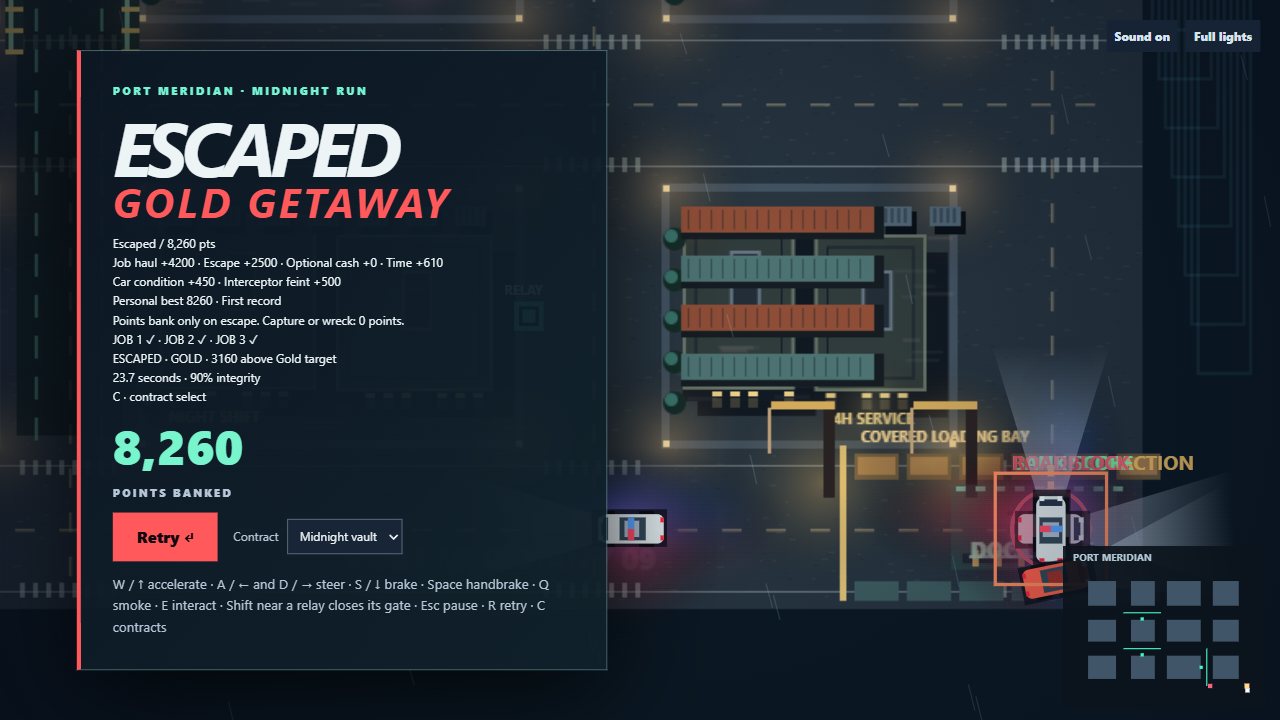 Sound on
Full lights
PORT MERIDIAN · MIDNIGHT RUN
ESCAPED
GOLD GETAWAY
Escaped / 8,260 pts
Job haul +4200 · Escape +2500 · Optional cash +0 · Time +610
Car condition +450 · Interceptor feint +500
Personal best 8260 · First record
Points bank only on escape. Capture or wreck: 0 points.
JOB 1 ✓ · JOB 2 ✓ · JOB 3 ✓
ESCAPED · GOLD · 3160 above Gold target
23.7 seconds · 90% integrity
C · contract select
8,260
POINTS BANKED
Retry ↵
Contract
Midnight vault
W / ↑ accelerate · A / ← and D / → steer · S / ↓ brake · Space handbrake · Q
smoke · E interact · Shift near a relay closes its gate · Esc pause · R retry · C
contracts
RELAY
4H SERVICE
COVERED LOADING BAY
09
PORT MERIDIAN